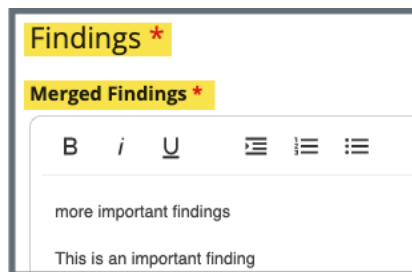 Findings *
Merged Findings *
B i U
more important findings
This is an important finding